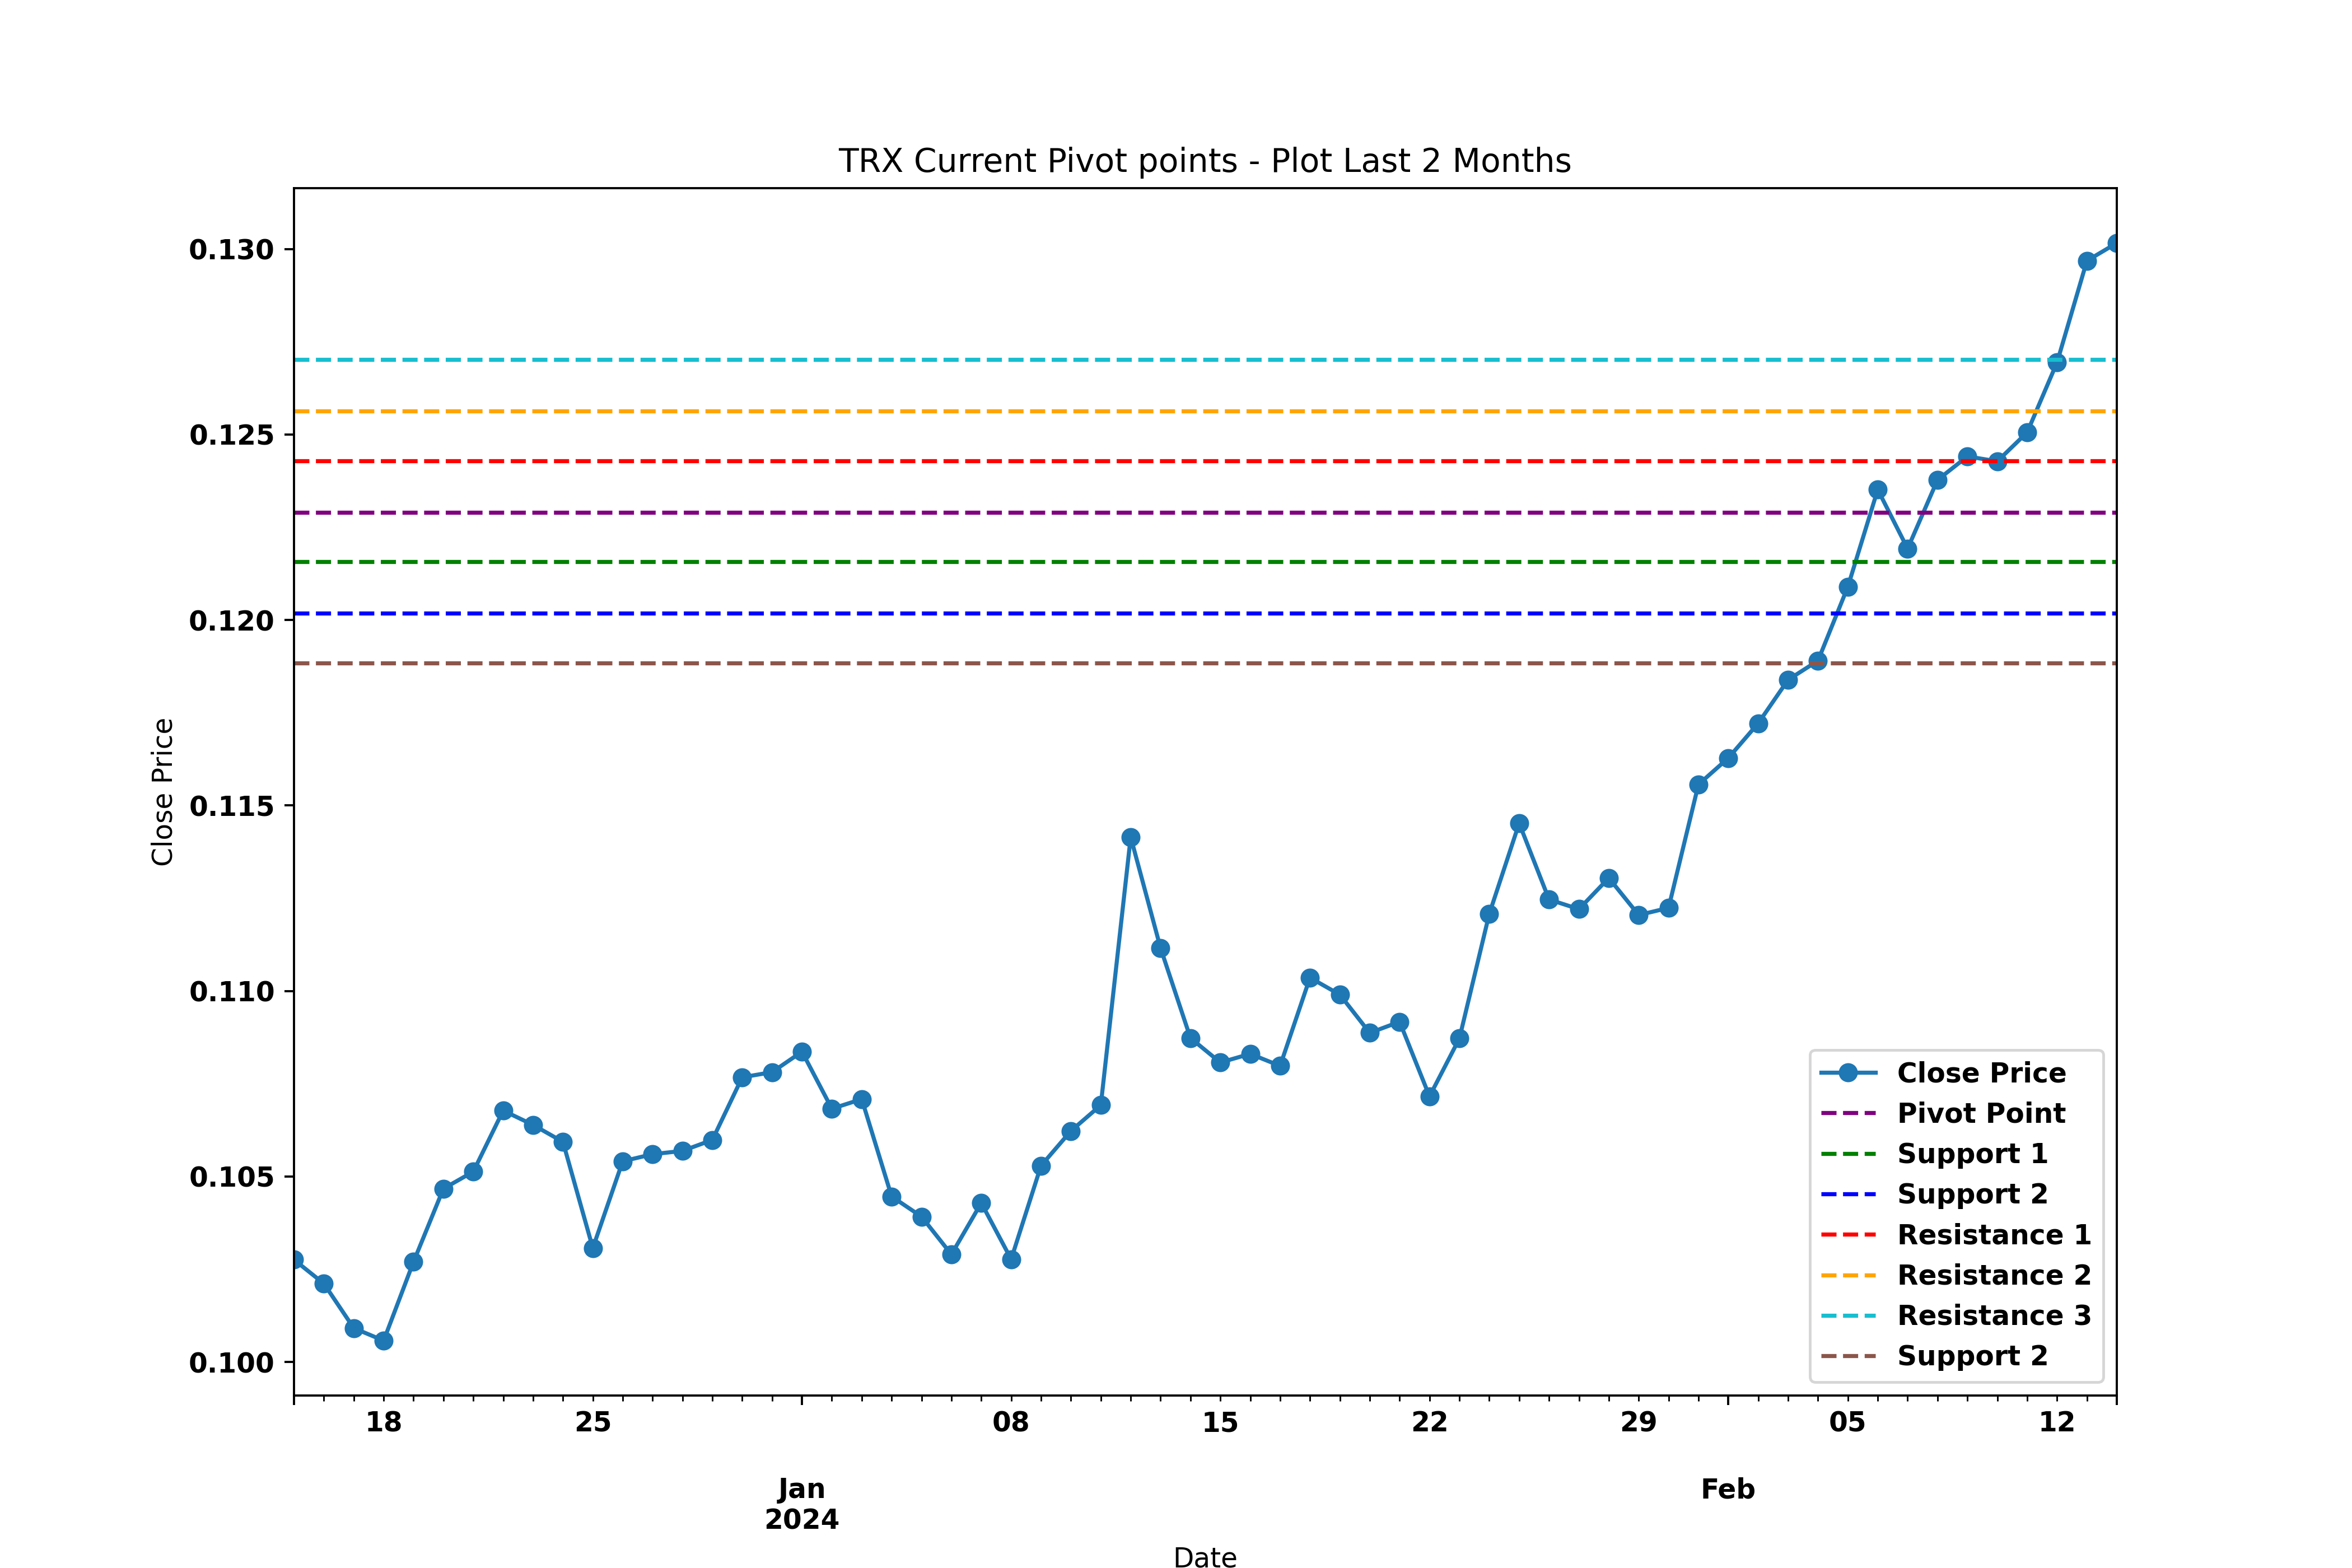 TRX Current Pivot points - Plot Last 2 Months
0.130
0.125
0.120
0.115
0.110
0.105
0.100
Close Price
Close Price
Pivot Point
Support 1
Support 2
Resistance 1
Resistance 2
Resistance 3
Support 2
18 25 08 15 22 29 05 12
Jan Feb
2024
Date